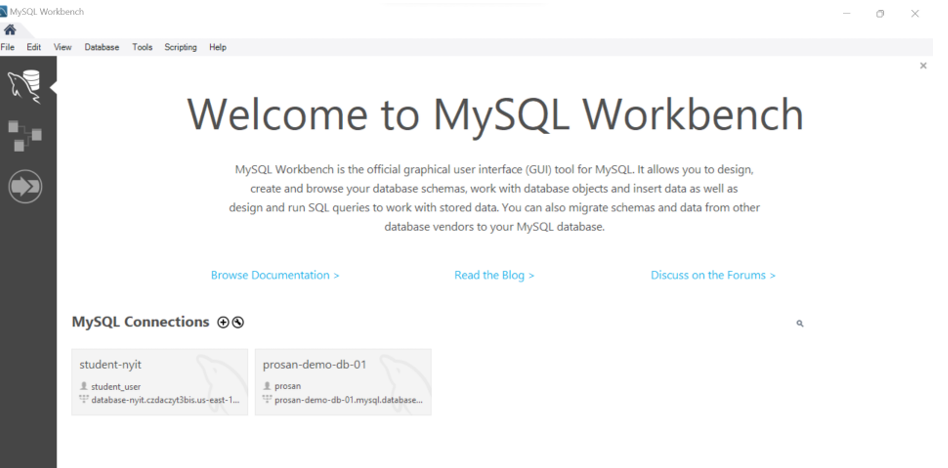 MySQL Workbench
File Edit View Database Tools Scripting Help
Welcome to MySQL Workbench
MySQL Workbench is the official graphical user interface (GUI) tool for MySQL. It allows you to design,
create and browse your database schemas, work with database objects and insert data as well as
design and run SQL queries to work with stored data. You can also migrate schemas and data from other
database vendors to your MySQL database.
Browse Documentation > Read the Blog > Discuss on the Forums >
MySQL Connections
student-nyit prosan-demo-db-01
student_user prosan
database-nyit.czdaczyt3bis.us-east-1... prosan-demo-db-01.mysql.database...